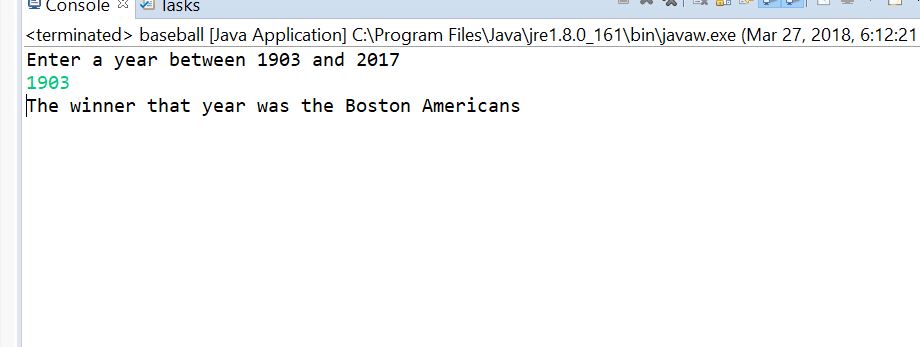 Console Tasks
<terminated> baseball [Java Application] C:\Program Files\Java\jre1.8.0_161\bin\javaw.exe (Mar 27, 2018, 6:12:21
Enter a year between 1903 and 2017
1903
The winner that year was the Boston Americans